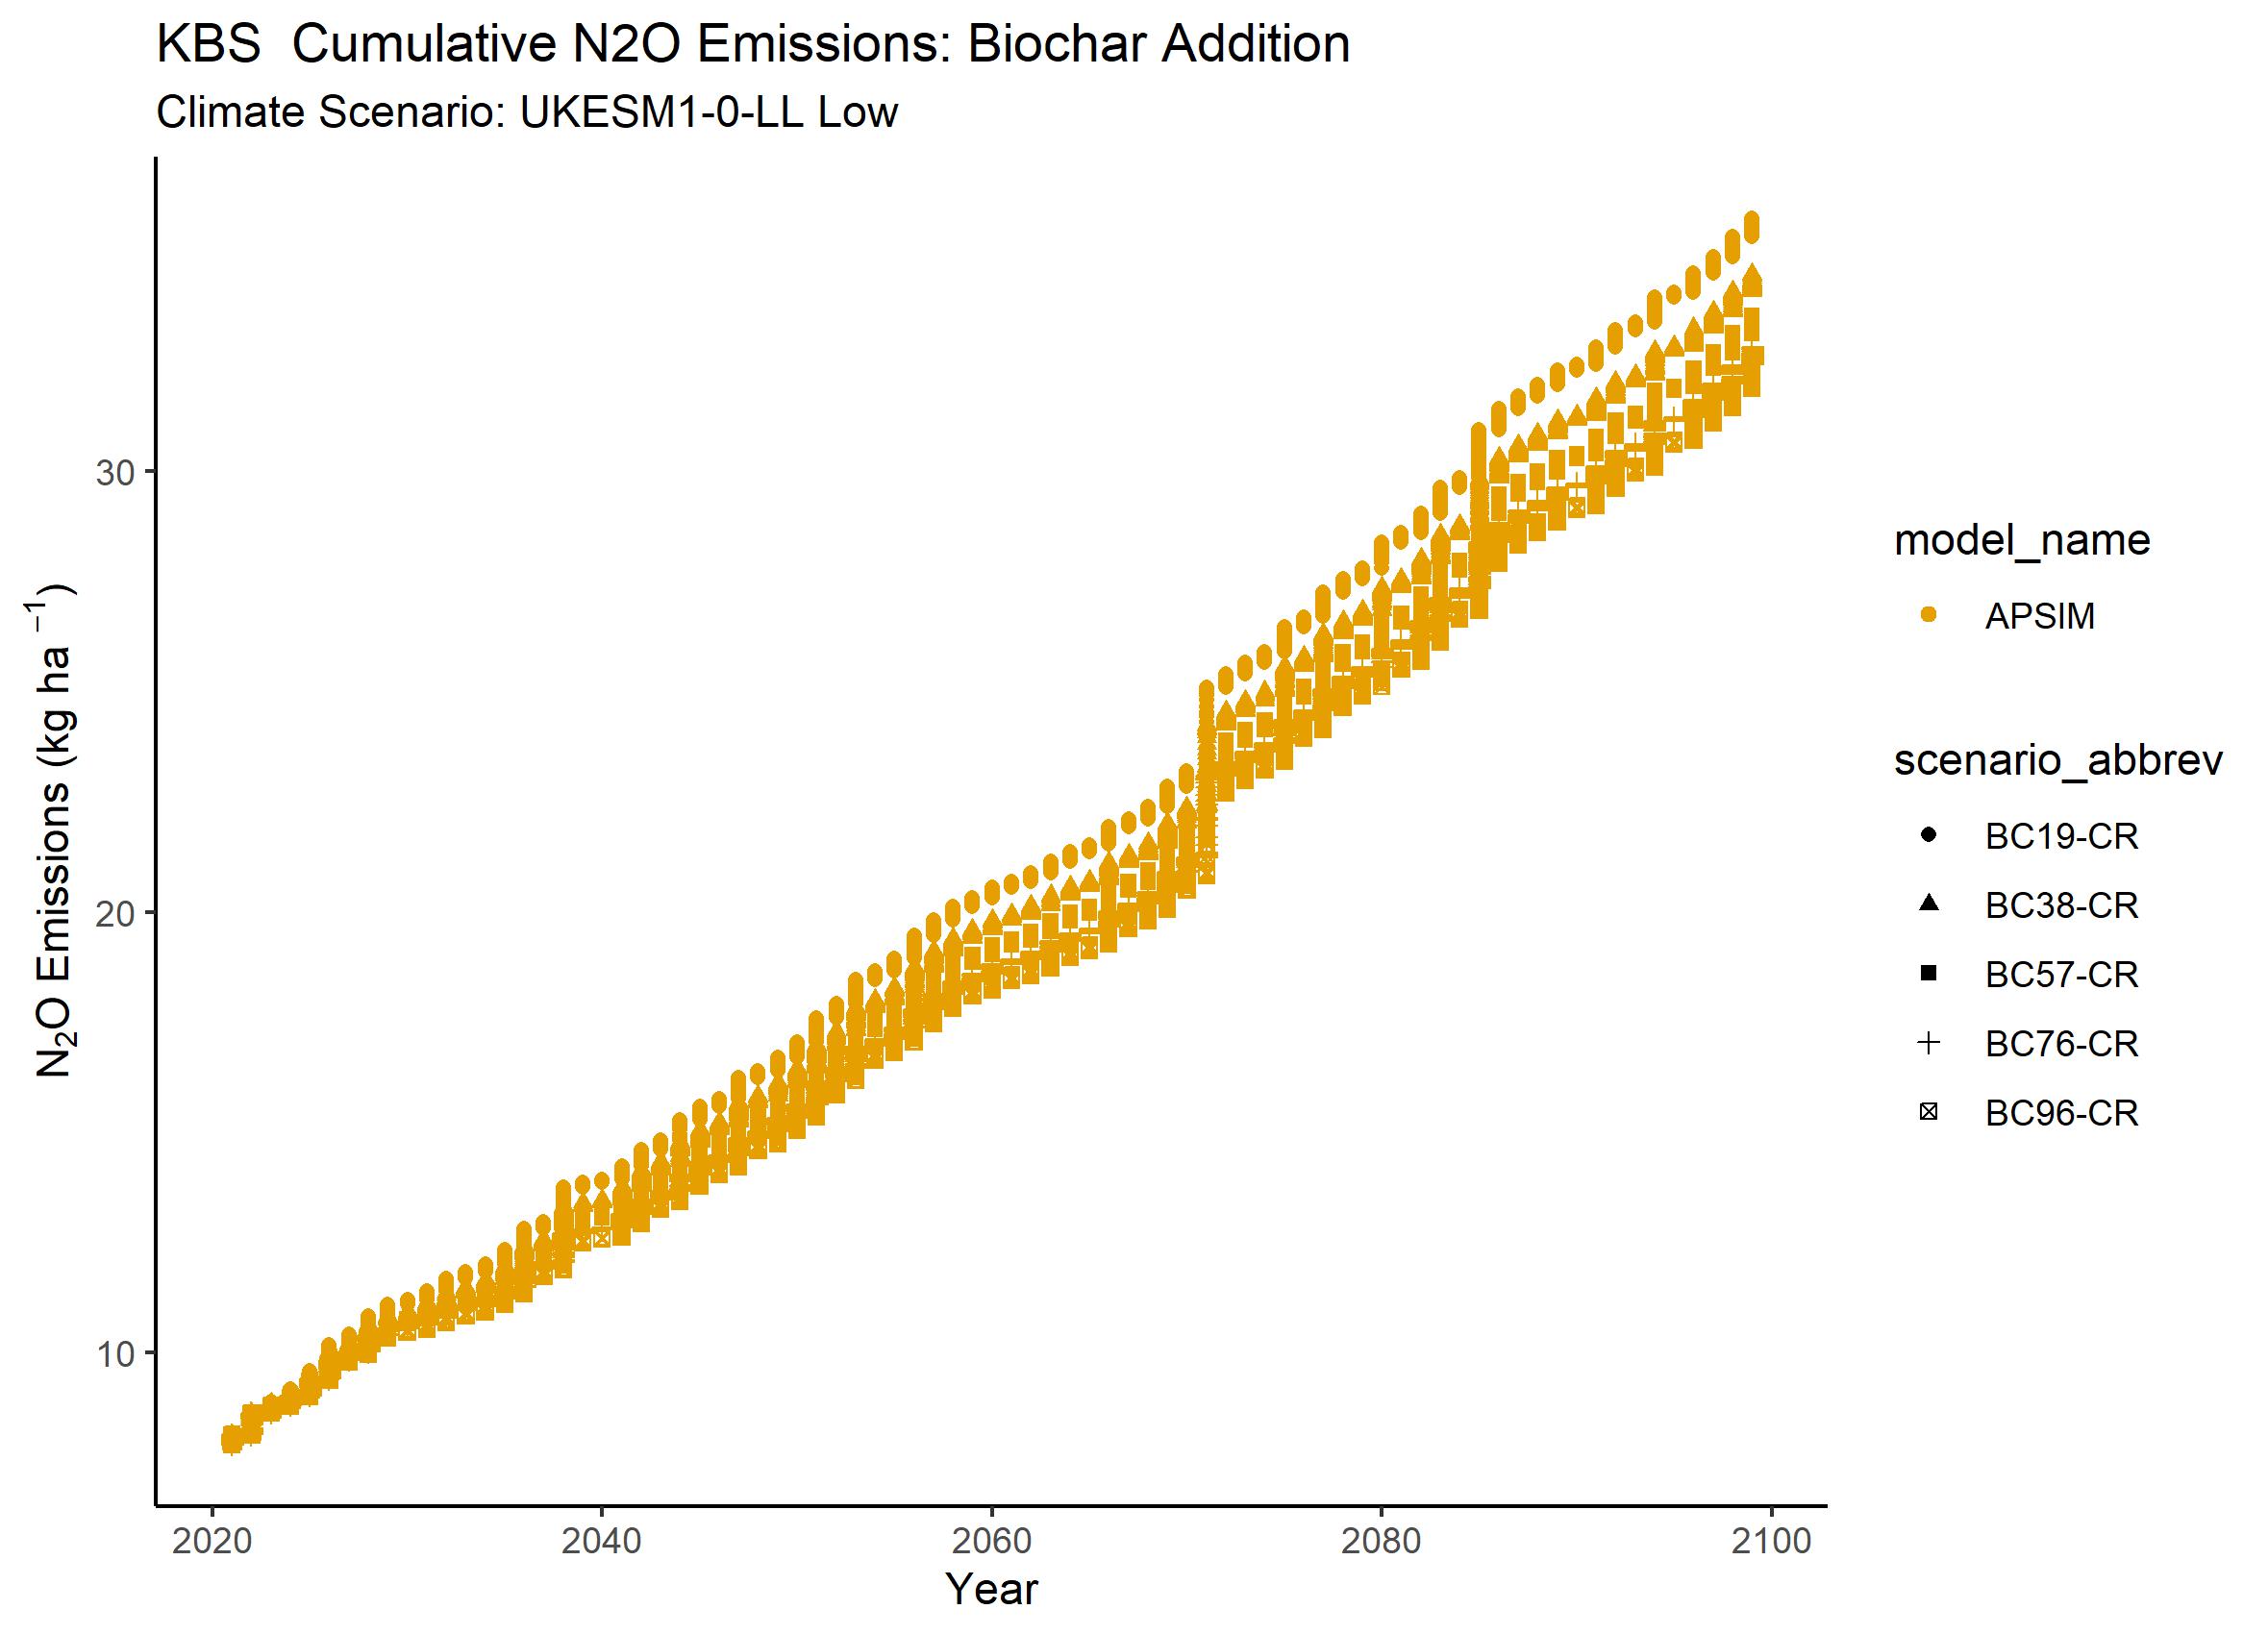 KBS  Cumulative N2O Emissions: Biochar Addition
Climate Scenario: UKESM1-0-LL Low
N₂O Emissions (kg ha ⁻¹)
30
20
10
2020 2040 2060 2080 2100
Year
model_name
APSIM
scenario_abbrev
BC19-CR
BC38-CR
BC57-CR
BC76-CR
BC96-CR